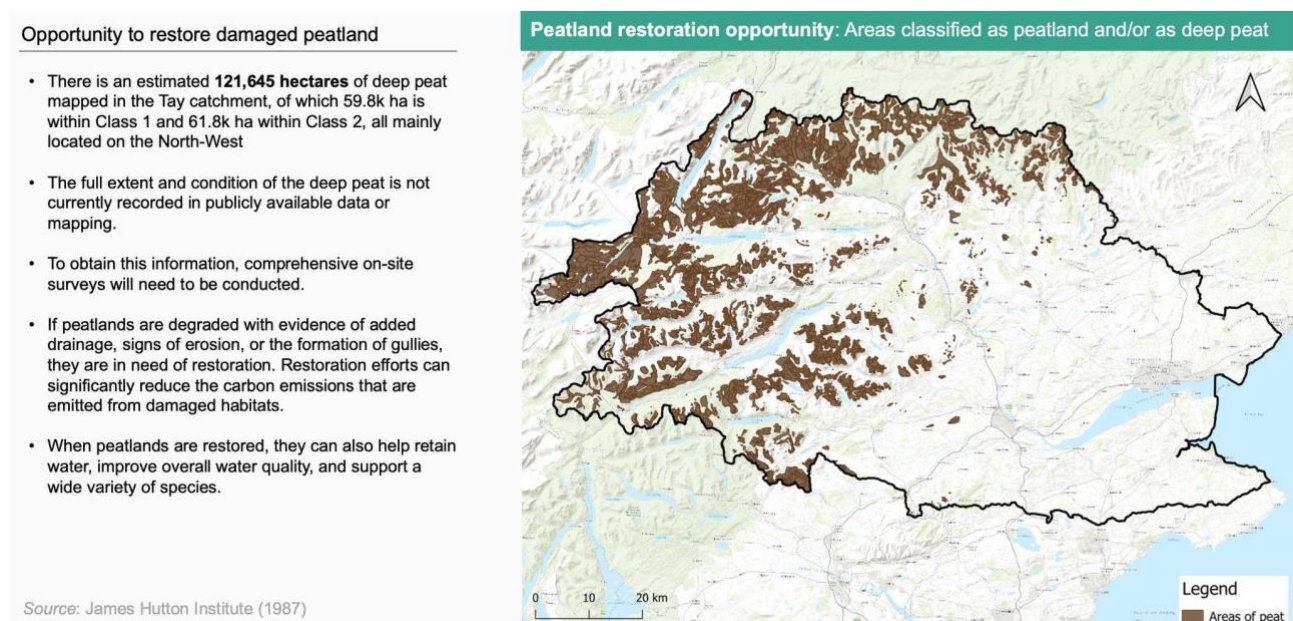 Opportunity to restore damaged peatland
• There is an estimated 121,645 hectares of deep peat
mapped in the Tay catchment, of which 59.8k ha is
within Class 1 and 61.8k ha within Class 2, all mainly
located on the North-West
• The full extent and condition of the deep peat is not
currently recorded in publicly available data or
mapping.
• To obtain this information, comprehensive on-site
surveys will need to be conducted.
• If peatlands are degraded with evidence of added
drainage, signs of erosion, or the formation of gullies,
they are in need of restoration. Restoration efforts can
significantly reduce the carbon emissions that are
emitted from damaged habitats.
• When peatlands are restored, they can also help retain
water, improve overall water quality, and support a
wide variety of species.
Source: James Hutton Institute (1987)
Peatland restoration opportunity: Areas classified as peatland and/or as deep peat
0 10 20 km
Legend
Areas of peat